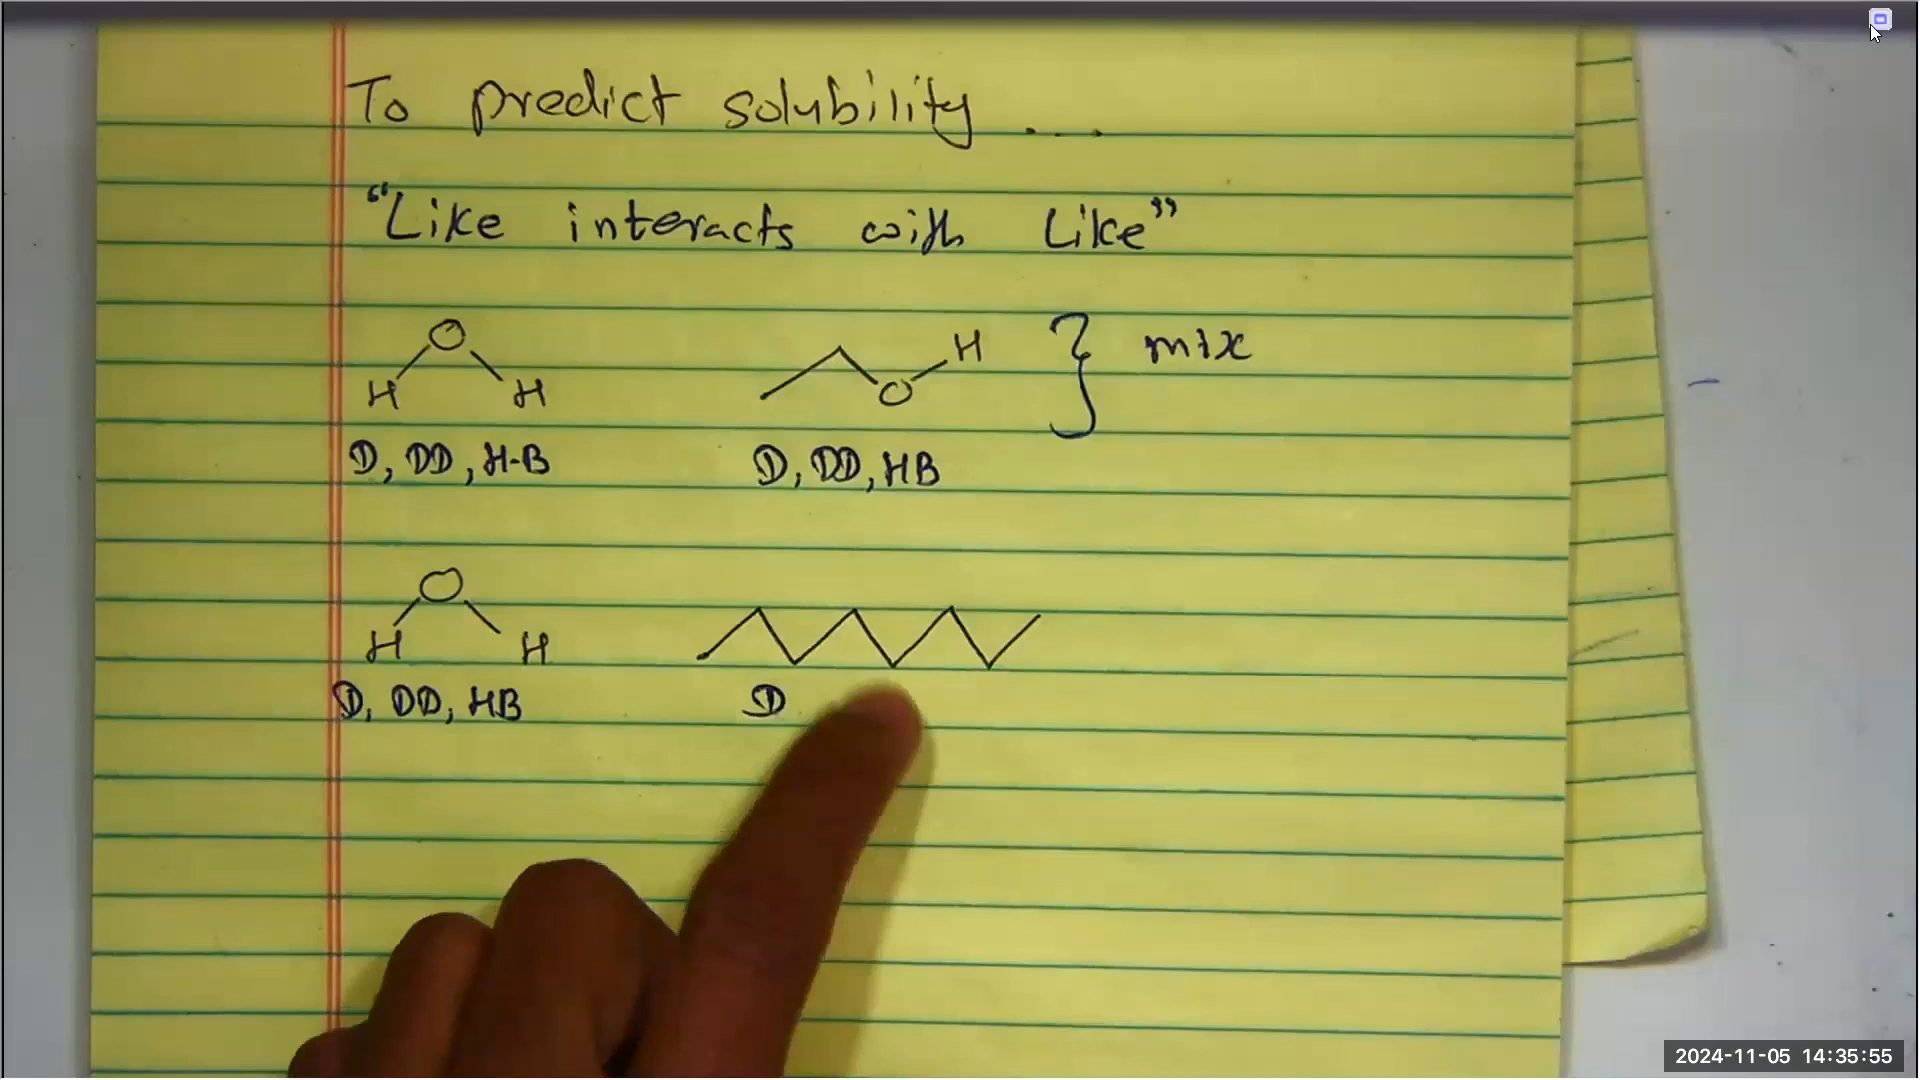 To predict solubility ...
"Like interacts with Like"
O H
H H O } mix
D, DD, H-B D, DD, HB
O
H H
D, DD, HB D
2024-11-05 14:35:55